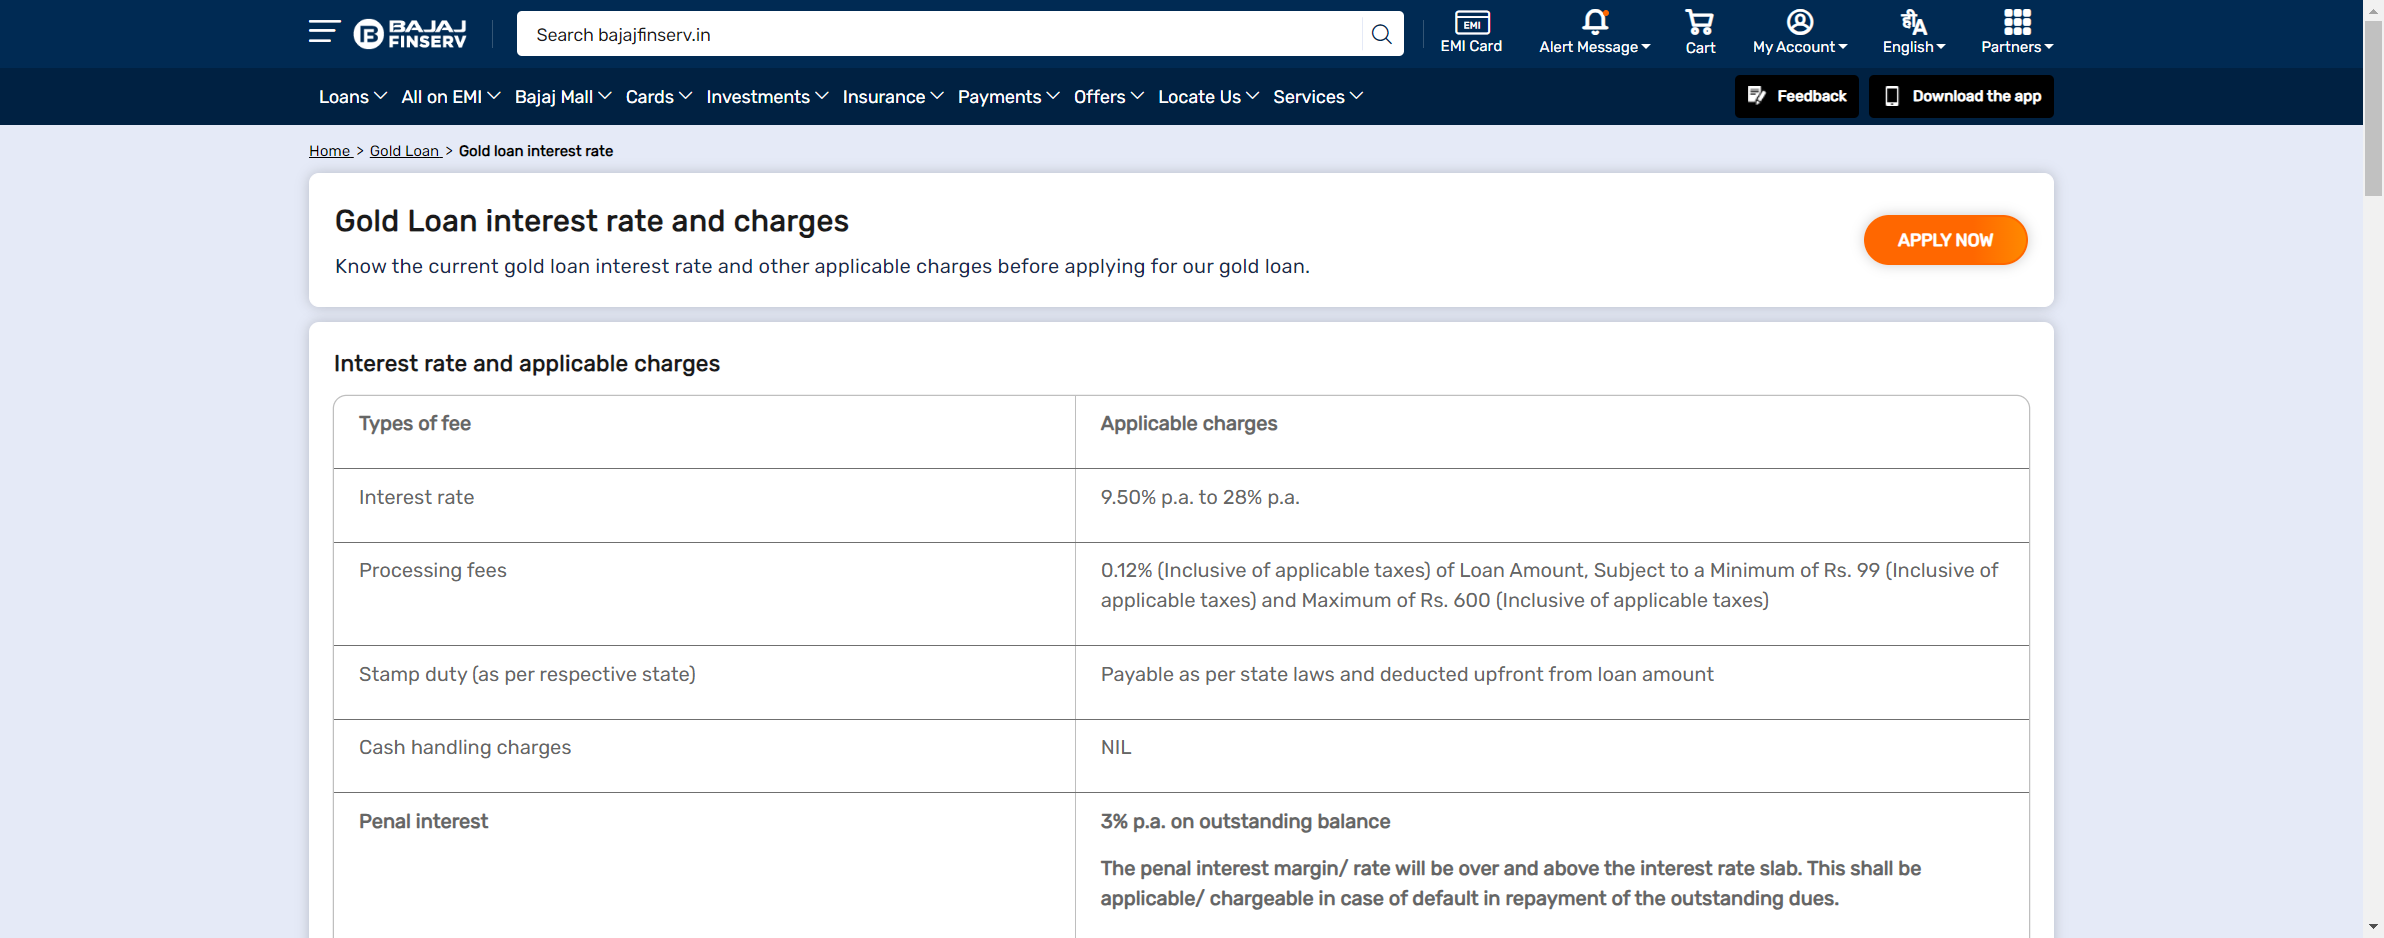 BAJAJ
FINSERV
Search bajajfinserv.in
EMI
EMI Card
Alert Message
Cart
My Account
हीA
English
Partners
Loans All on EMI Bajaj Mall Cards Investments Insurance Payments Offers Locate Us Services
Feedback
Download the app
Home > Gold Loan > Gold loan interest rate
Gold Loan interest rate and charges
Know the current gold loan interest rate and other applicable charges before applying for our gold loan.
APPLY NOW
Interest rate and applicable charges
Types of fee
Applicable charges
Interest rate
9.50% p.a. to 28% p.a.
Processing fees
0.12% (Inclusive of applicable taxes) of Loan Amount, Subject to a Minimum of Rs. 99 (Inclusive of
applicable taxes) and Maximum of Rs. 600 (Inclusive of applicable taxes)
Stamp duty (as per respective state)
Payable as per state laws and deducted upfront from loan amount
Cash handling charges
NIL
Penal interest
3% p.a. on outstanding balance
The penal interest margin/ rate will be over and above the interest rate slab. This shall be
applicable/ chargeable in case of default in repayment of the outstanding dues.